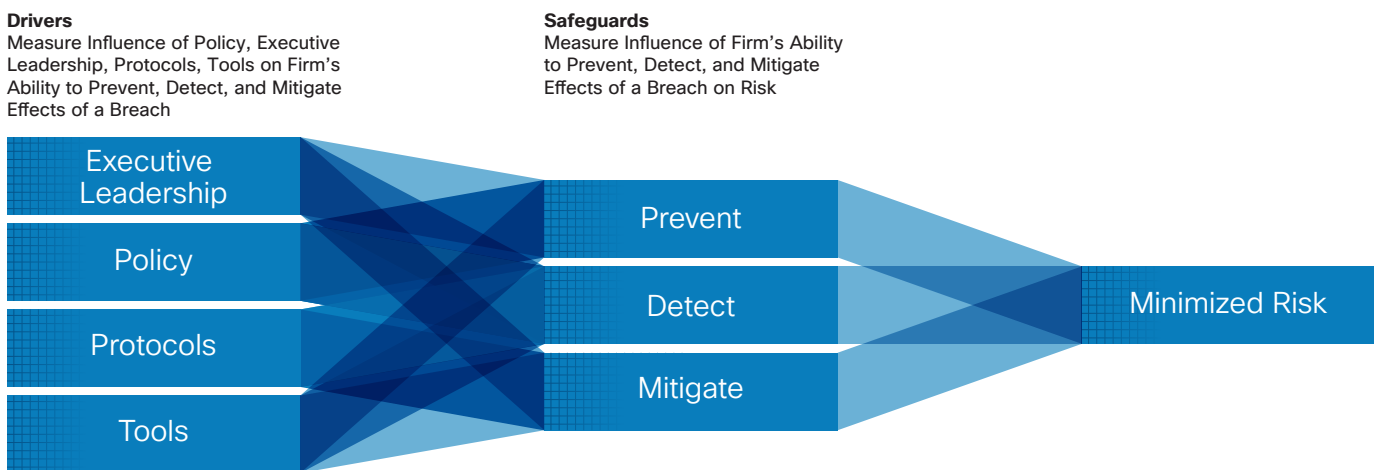 Drivers
Measure Influence of Policy, Executive
Leadership, Protocols, Tools on Firm's
Ability to Prevent, Detect, and Mitigate
Effects of a Breach
Safeguards
Measure Influence of Firm's Ability
to Prevent, Detect, and Mitigate
Effects of a Breach on Risk
Executive
Leadership
Policy
Protocols
Tools
Prevent
Detect
Mitigate
Minimized Risk